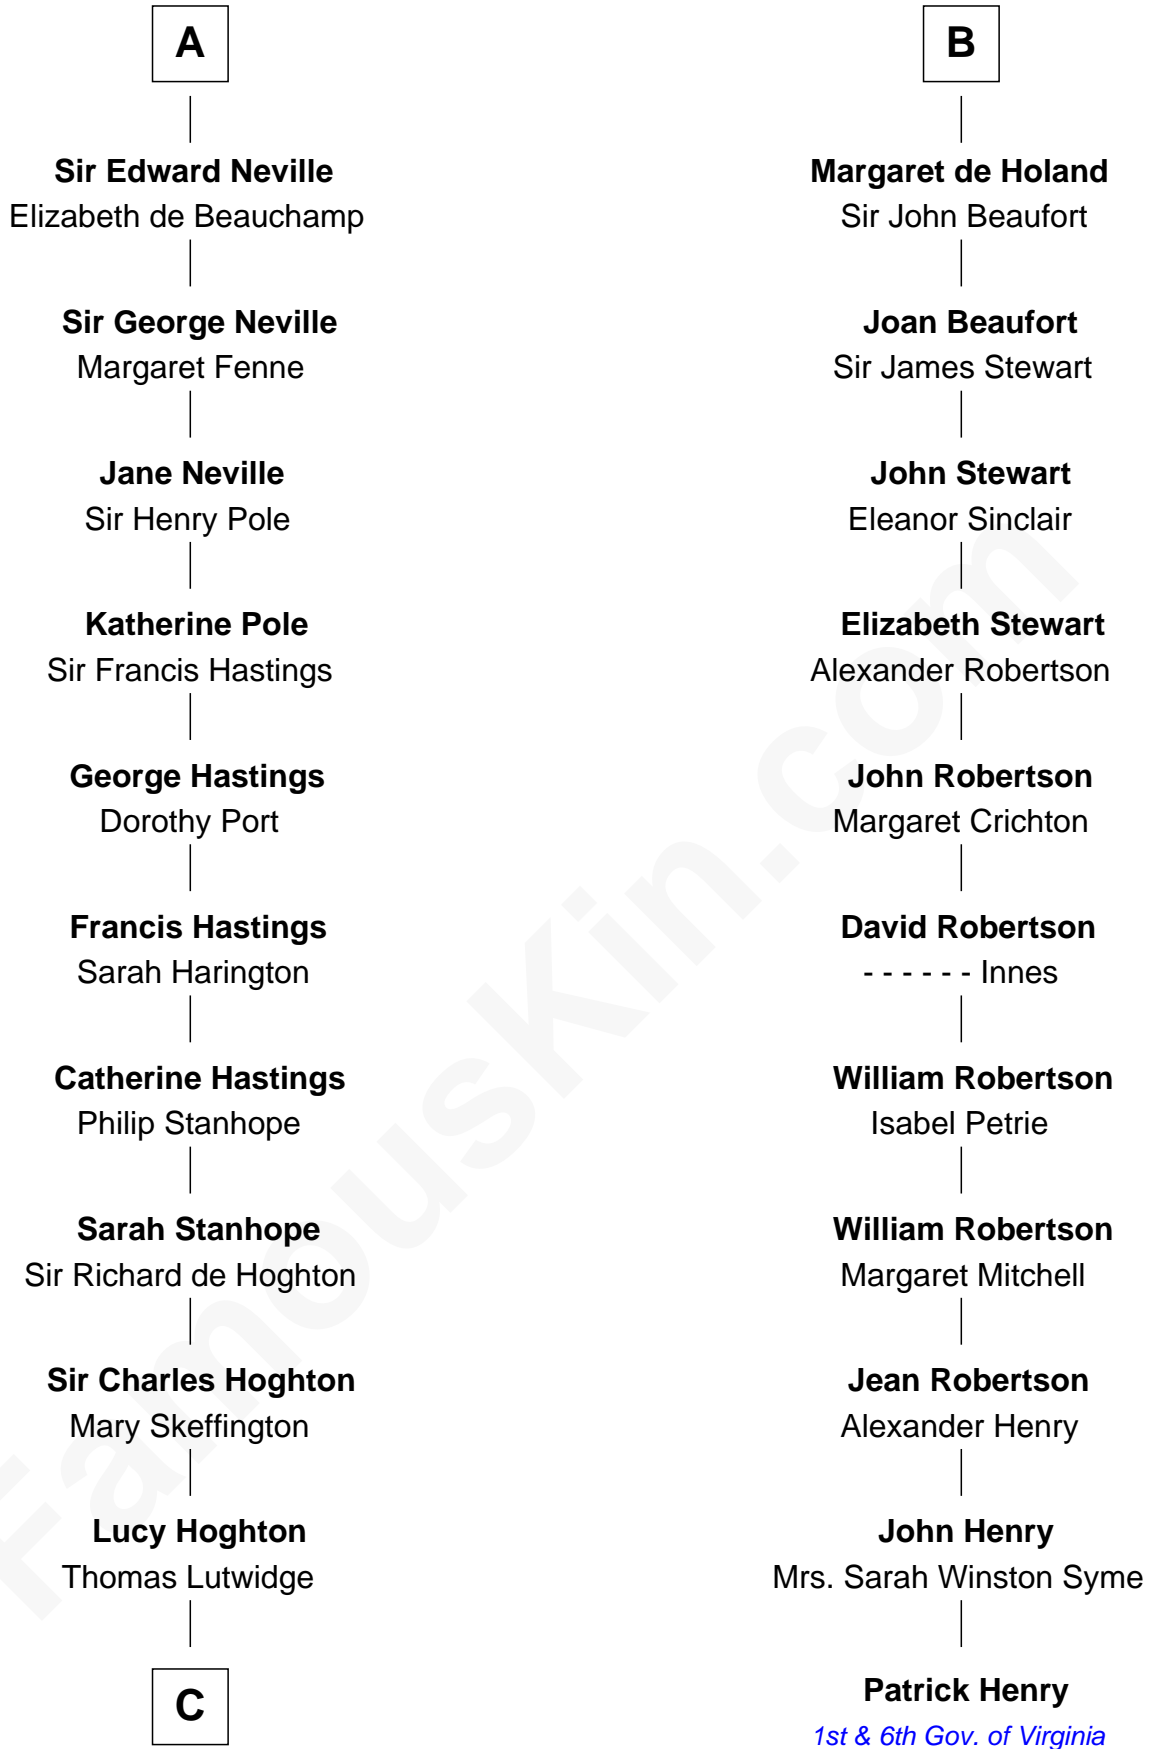 A
Sir Edward Neville
Elizabeth de Beauchamp
Sir George Neville
Margaret Fenne
Jane Neville
Sir Henry Pole
Katherine Pole
Sir Francis Hastings
George Hastings
Dorothy Port
Francis Hastings
Sarah Harington
Catherine Hastings
Philip Stanhope
Sarah Stanhope
Sir Richard de Hoghton
Sir Charles Hoghton
Mary Skeffington
Lucy Hoghton
Thomas Lutwidge
C
B
Margaret de Holand
Sir John Beaufort
Joan Beaufort
Sir James Stewart
John Stewart
Eleanor Sinclair
Elizabeth Stewart
Alexander Robertson
John Robertson
Margaret Crichton
David Robertson
- - - - - - Innes
William Robertson
Isabel Petrie
William Robertson
Margaret Mitchell
Jean Robertson
Alexander Henry
John Henry
Mrs. Sarah Winston Syme
Patrick Henry
1st & 6th Gov. of Virginia
FamousKin.com